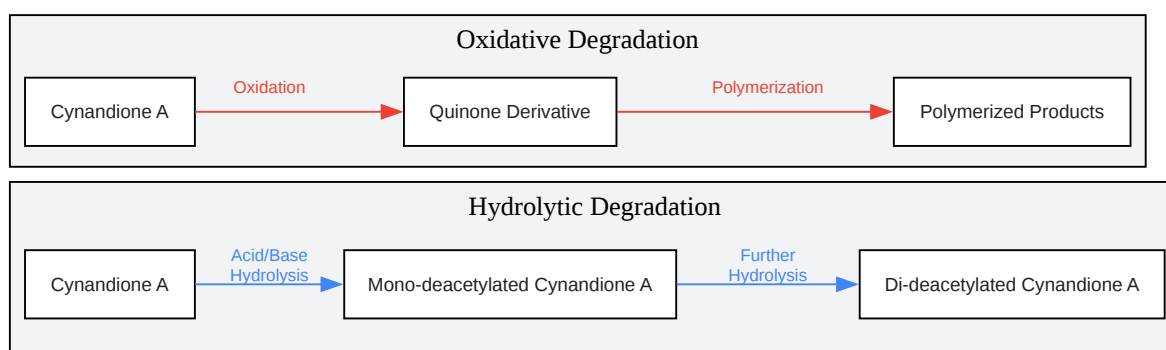 Oxidative Degradation
Cynandione A
Oxidation
Quinone Derivative
Polymerization
Polymerized Products
Hydrolytic Degradation
Cynandione A
Acid/Base
Hydrolysis
Mono-deacetylated Cynandione A
Further
Hydrolysis
Di-deacetylated Cynandione A